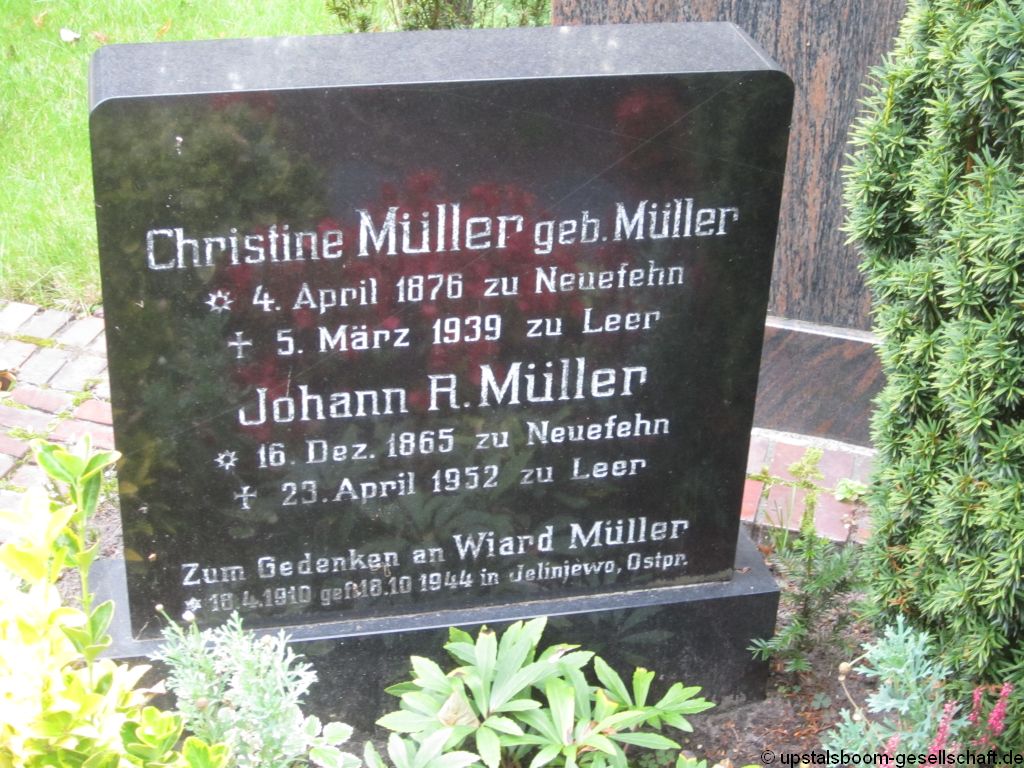 Christine Müller geb. Müller
✡ 4. April 1876 zu Neuefehn
✝ 5. März 1939 zu Leer
Johann R. Müller
✡ 16. Dez. 1865 zu Neuefehn
✝ 23. April 1952 zu Leer
Zum Gedenken an Wiard Müller
* 18.4.1910 gef. 18.10 1944 in Jelinjewo, Ostpr.
© upstalsboom-gesellschaft.de